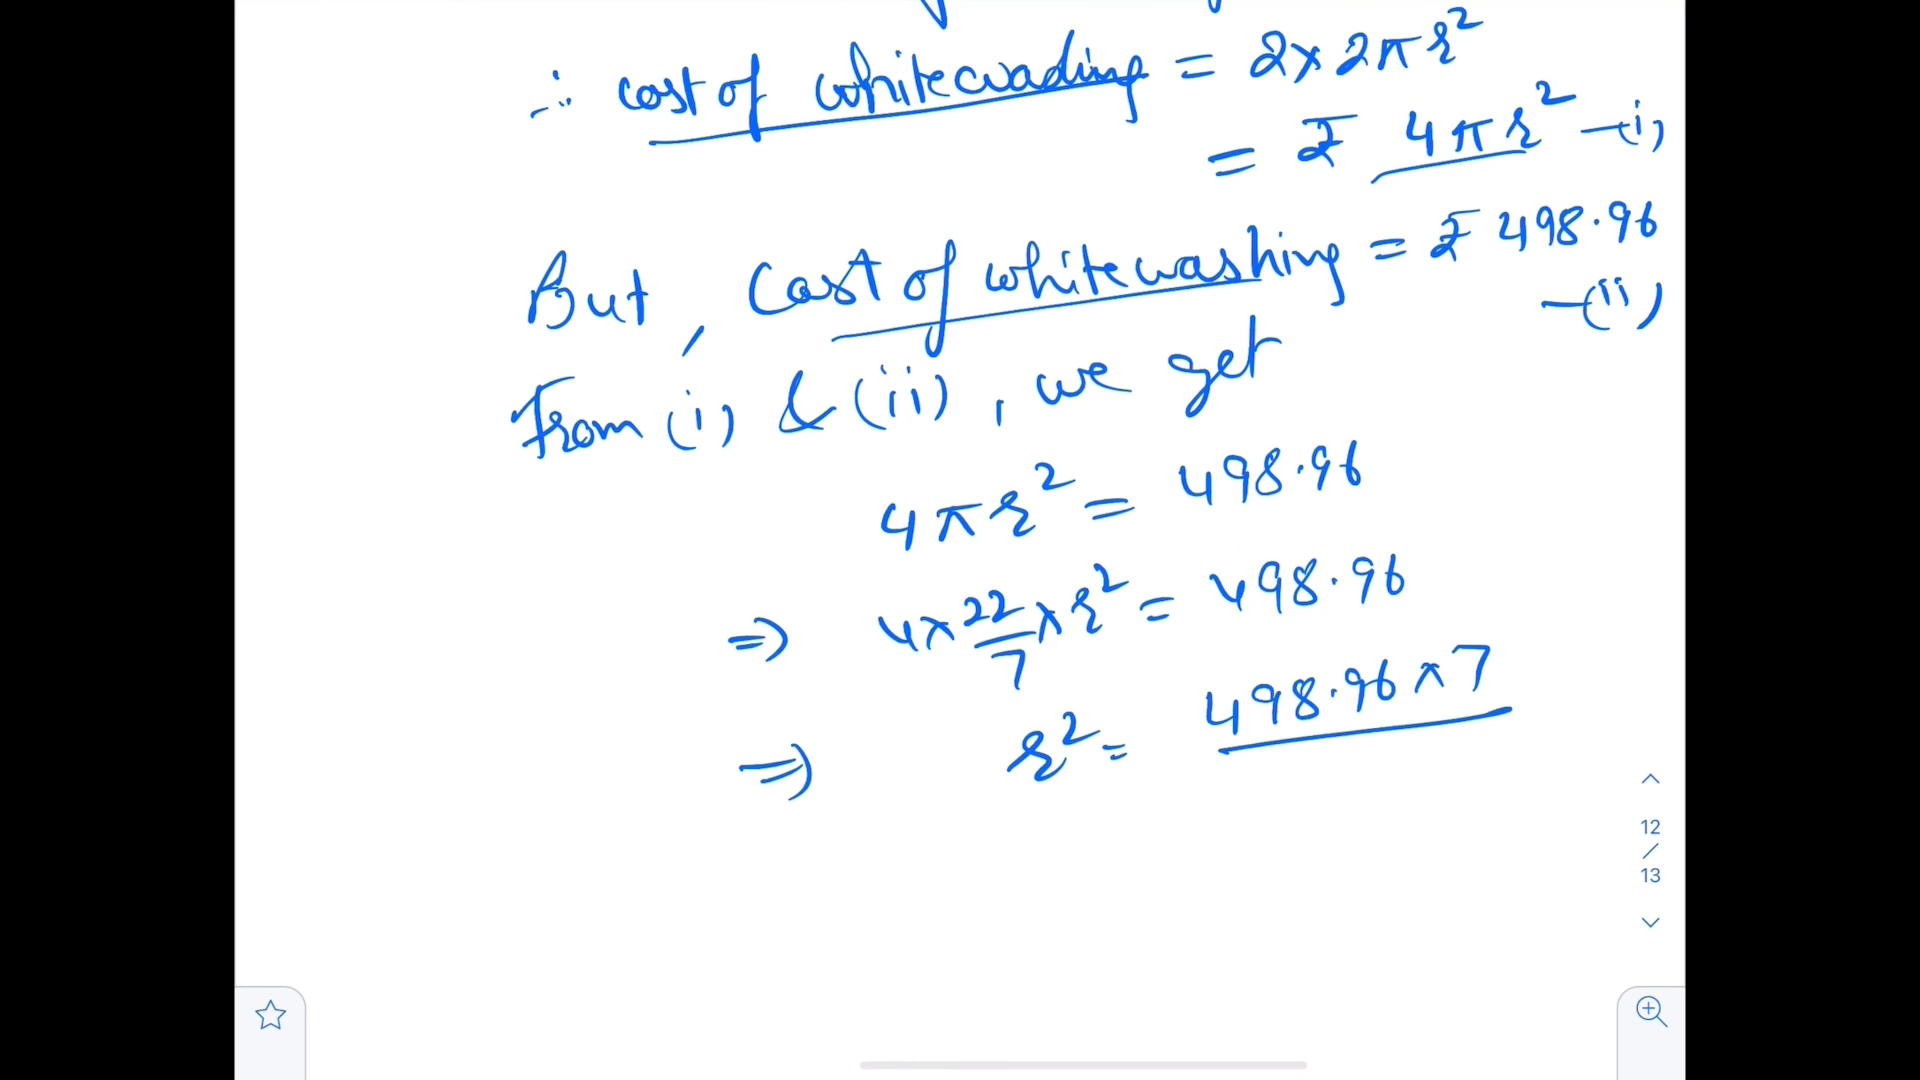 ∴ cost of whitewading = 2 × 2πr²
= ₹ 4πr² —(i)
But, Cost of whitewashing = ₹ 498.96
—(ii)
From (i) & (ii), we get
4πr² = 498.96
⇒ 4 × 22/7 × r² = 498.96
⇒ r² = 498.96 × 7
12
/
13